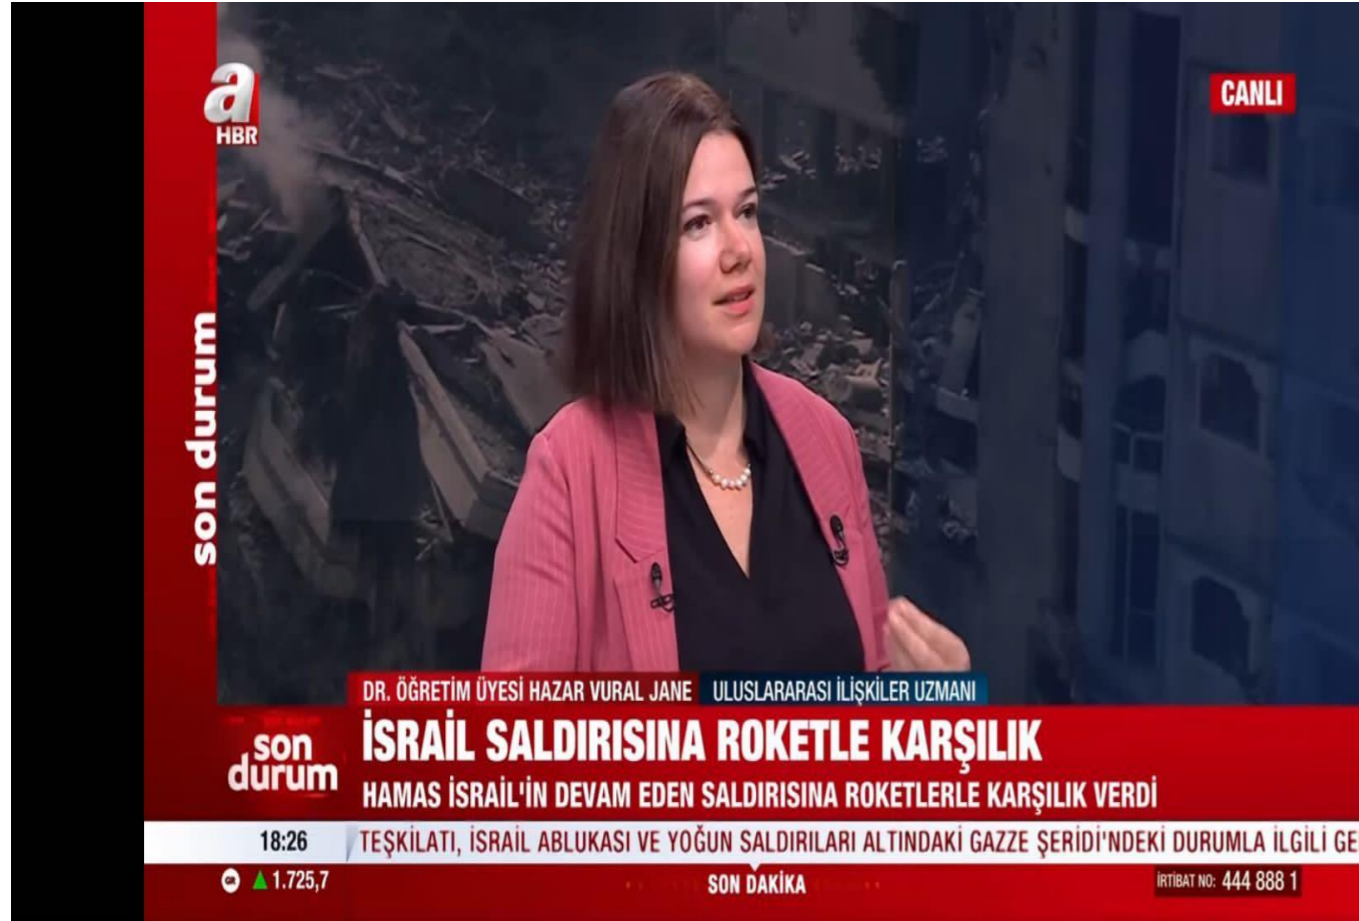 a
HBR
CANLI
son durum
DR. ÖĞRETİM ÜYESİ HAZAR VURAL JANE ULUSLARARASI İLİŞKİLER UZMANI
son
durum
İSRAİL SALDIRISINA ROKETLE KARŞILIK
HAMAS İSRAİL'İN DEVAM EDEN SALDIRISINA ROKETLERLE KARŞILIK VERDİ
18:26 TEŞKİLATI, İSRAİL ABLUKASI VE YOĞUN SALDIRILARI ALTINDAKİ GAZZE ŞERİDİ'NDEKİ DURUMLA İLGİLİ GE
GR 1.725,7 SON DAKİKA İRTİBAT NO: 444 888 1